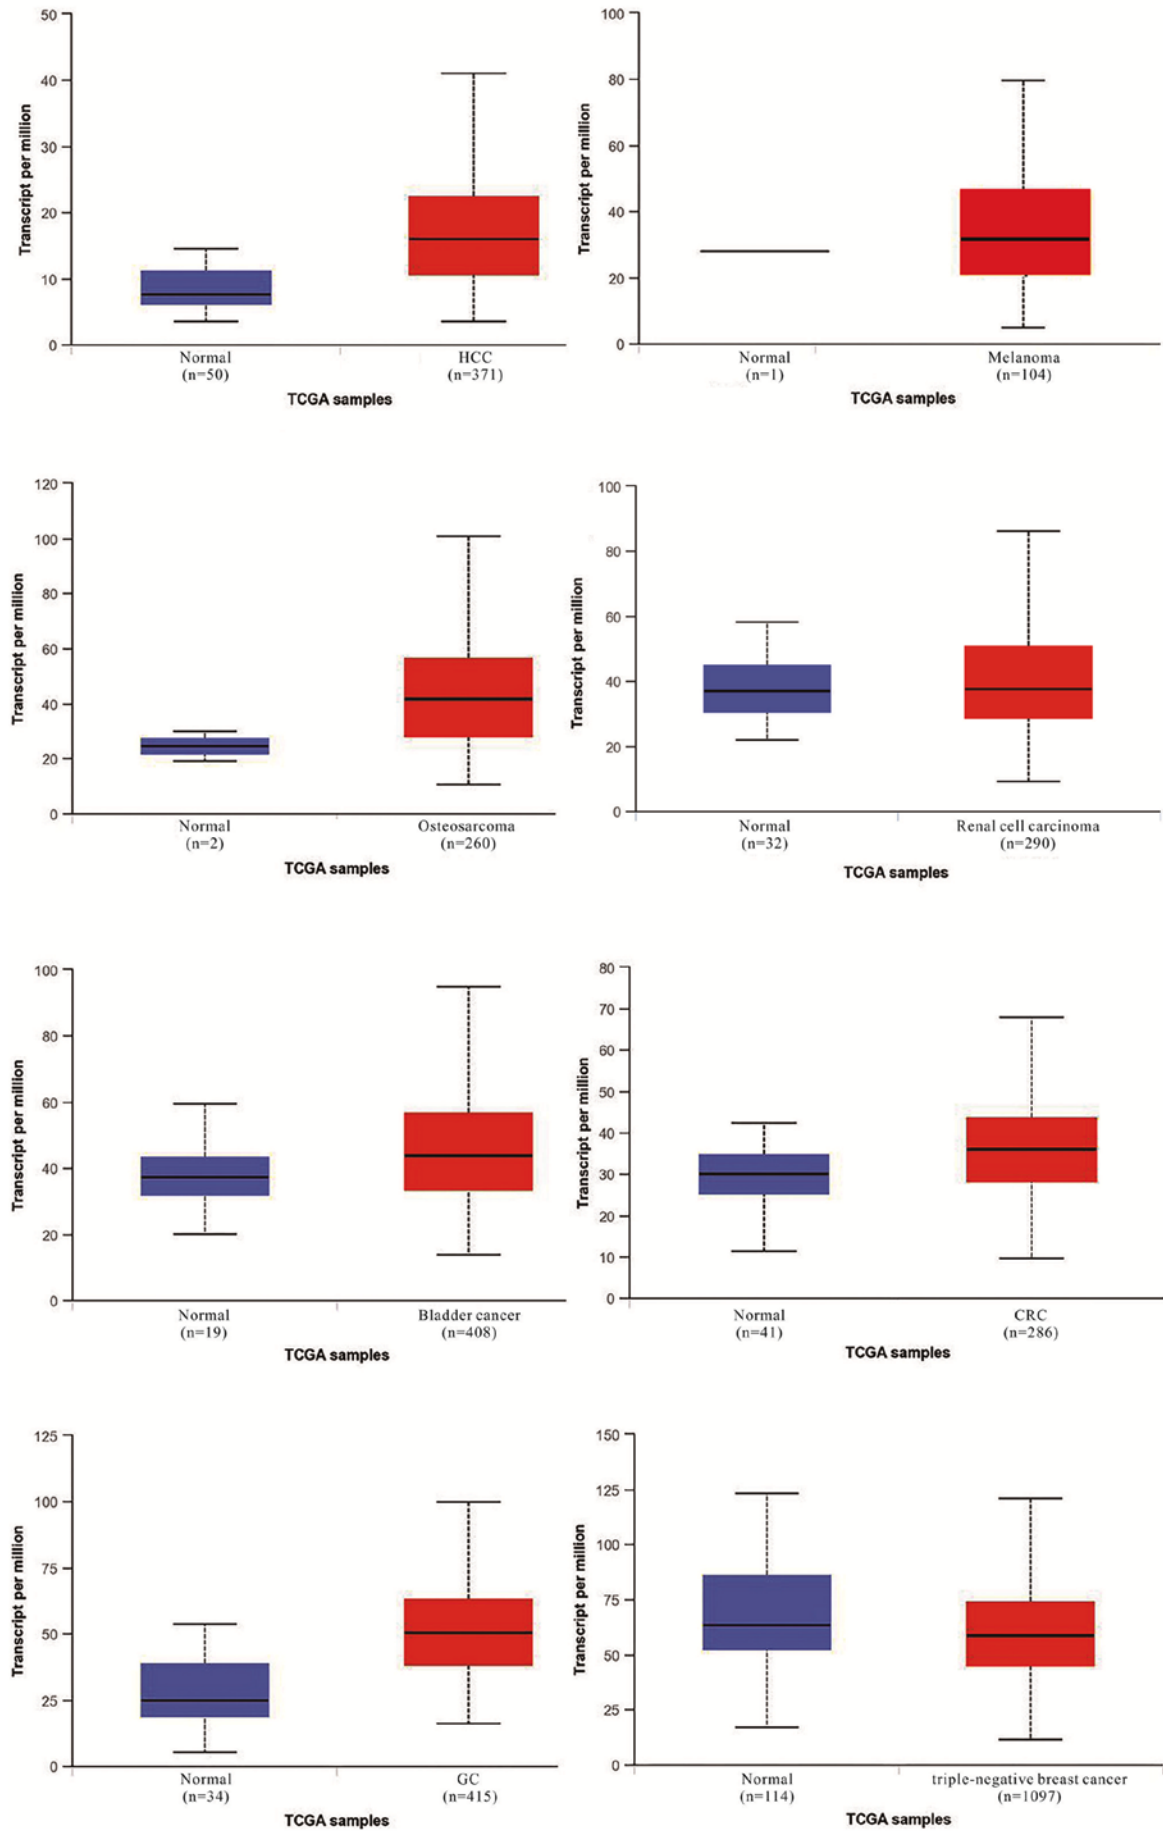 50
40
30
20
10
0
Transcript per million
Normal
(n=50)
HCC
(n=371)
TCGA samples
100
80
60
40
20
0
Transcript per million
Normal
(n=1)
Melanoma
(n=104)
TCGA samples
120
100
80
60
40
20
0
Transcript per million
Normal
(n=2)
Osteosarcoma
(n=260)
TCGA samples
100
80
60
40
20
0
Transcript per million
Normal
(n=32)
Renal cell carcinoma
(n=290)
TCGA samples
100
80
60
40
20
0
Transcript per million
Normal
(n=19)
Bladder cancer
(n=408)
TCGA samples
80
70
60
50
40
30
20
10
0
Transcript per million
Normal
(n=41)
CRC
(n=286)
TCGA samples
125
100
75
50
25
0
Transcript per million
Normal
(n=34)
GC
(n=415)
TCGA samples
150
125
100
75
50
25
0
Transcript per million
Normal
(n=114)
triple-negative breast cancer
(n=1097)
TCGA samples